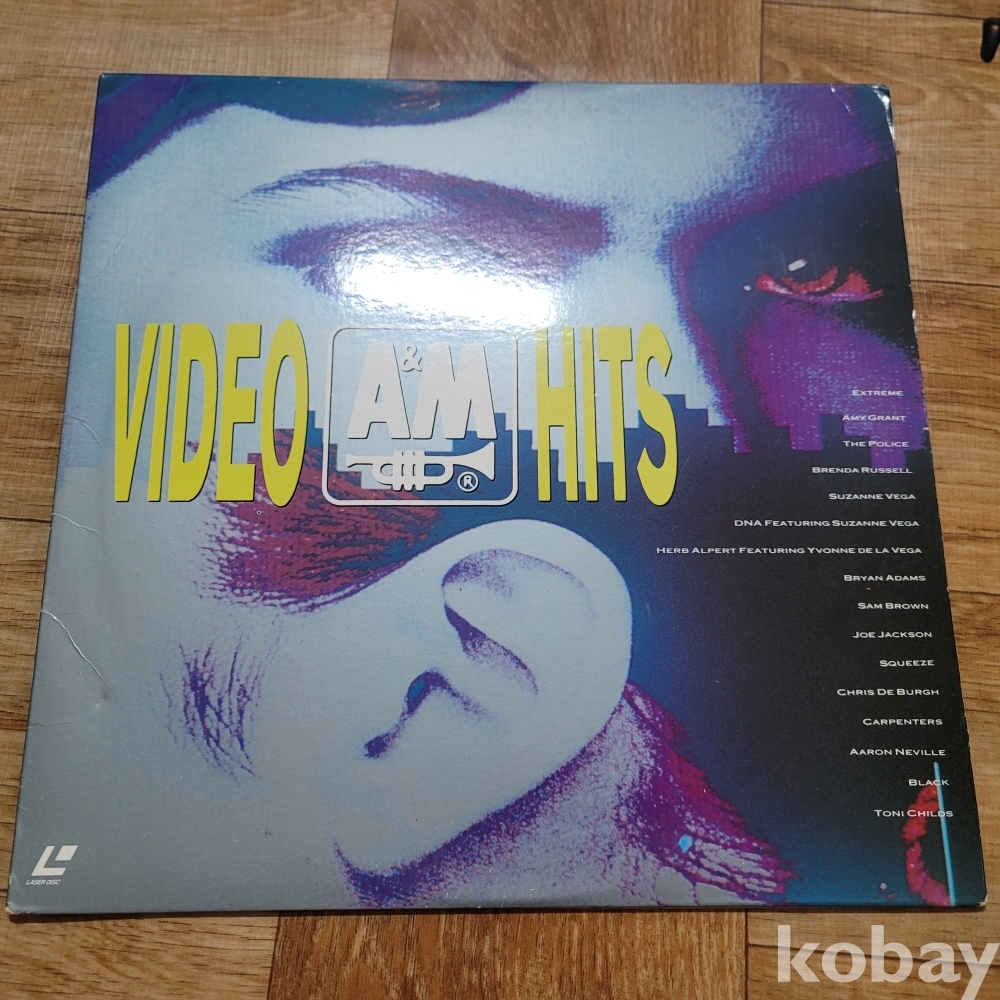 VIDEO A&M HITS
®
EXTREME
AMY GRANT
THE POLICE
BRENDA RUSSELL
SUZANNE VEGA
DNA FEATURING SUZANNE VEGA
HERB ALPERT FEATURING YVONNE DE LA VEGA
BRYAN ADAMS
SAM BROWN
JOE JACKSON
SQUEEZE
CHRIS DE BURGH
CARPENTERS
AARON NEVILLE
BLACK
TONI CHILDS
LASER DISC
kobay